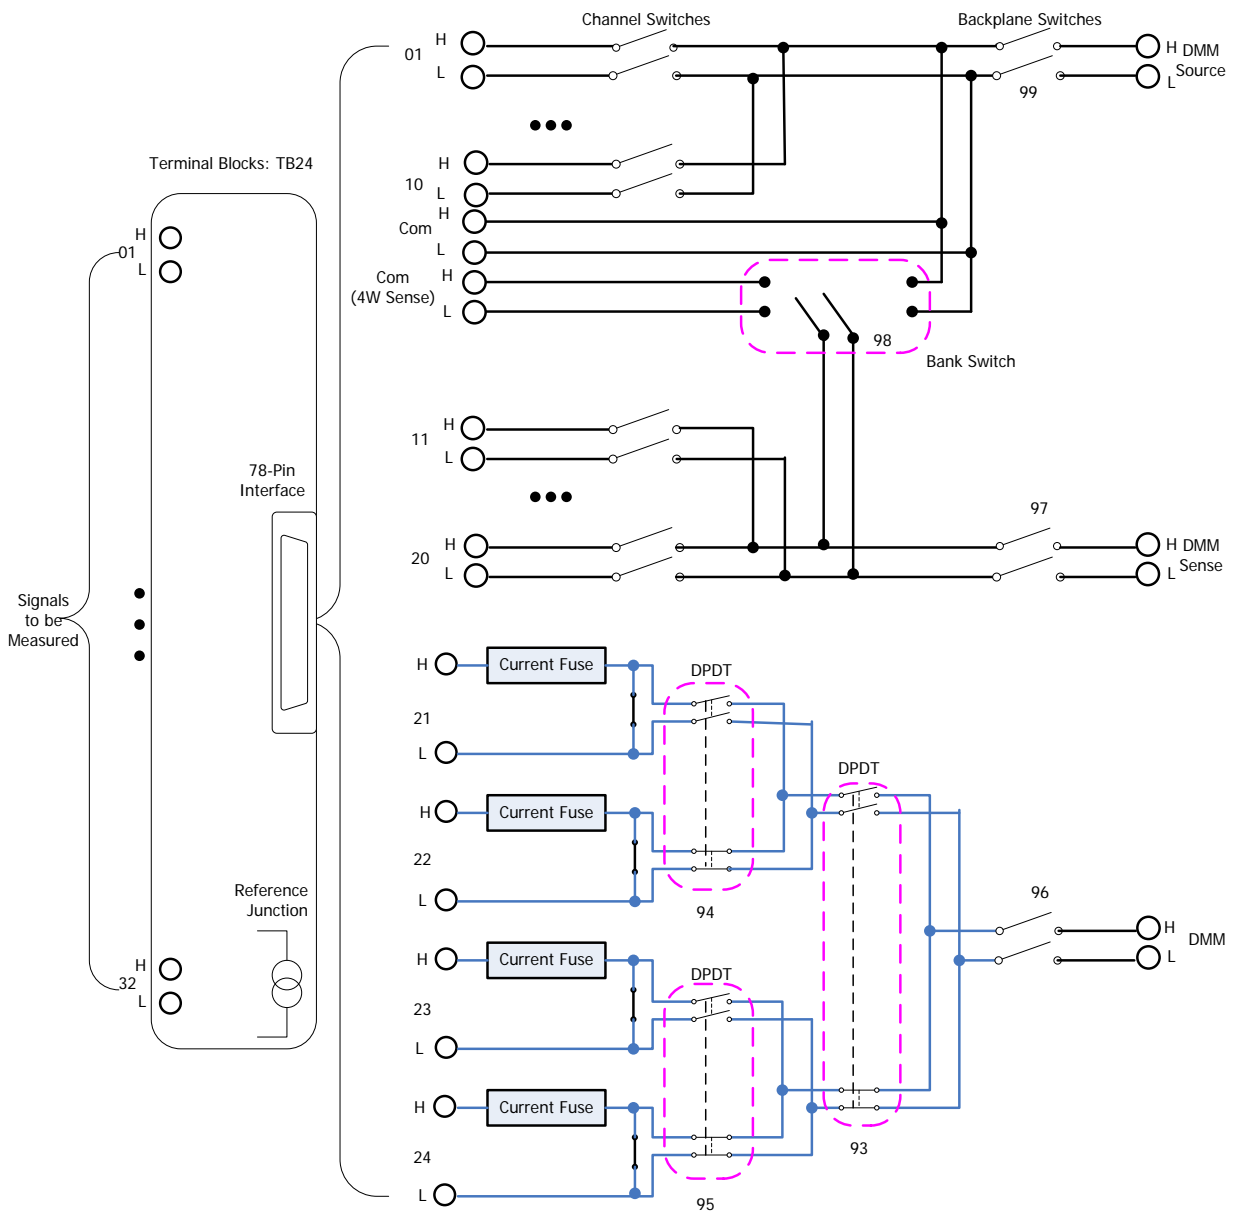 Channel Switches
Backplane Switches
01
H
L
H
L
DMM
Source
99
Terminal Blocks: TB24
10
H
L
Com
H
L
Com
(4W Sense)
H
L
98
Bank Switch
H
01
L
11
H
L
78-Pin
Interface
97
20
H
L
H
L
DMM
Sense
Signals
to be
Measured
H
Current Fuse
DPDT
21
L
DPDT
H
Current Fuse
22
L
94
Reference
Junction
96
H
L
DMM
H
32
L
H
Current Fuse
DPDT
23
L
H
Current Fuse
24
L
93
95